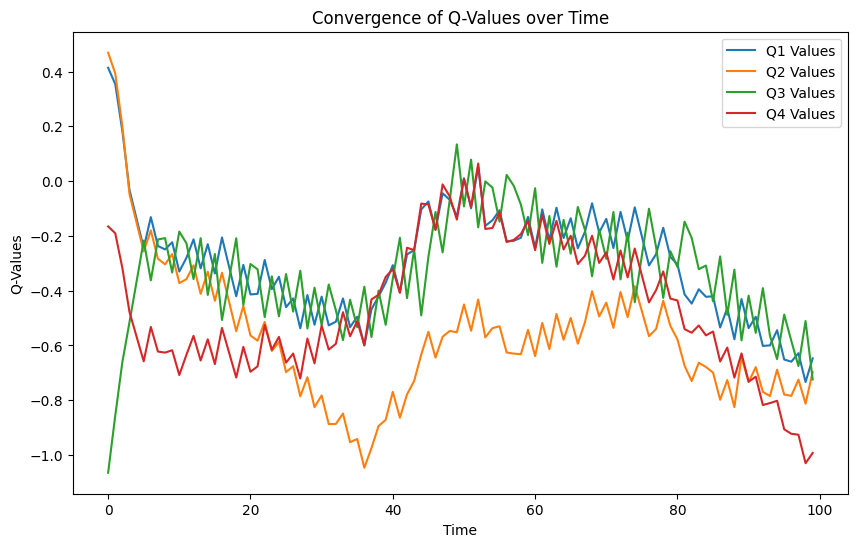 Convergence of Q-Values over Time
Q1 Values
Q2 Values
Q3 Values
Q4 Values
0.4
0.2
0.0
−0.2
−0.4
−0.6
−0.8
−1.0
Q-Values
0 20 40 60 80 100
Time